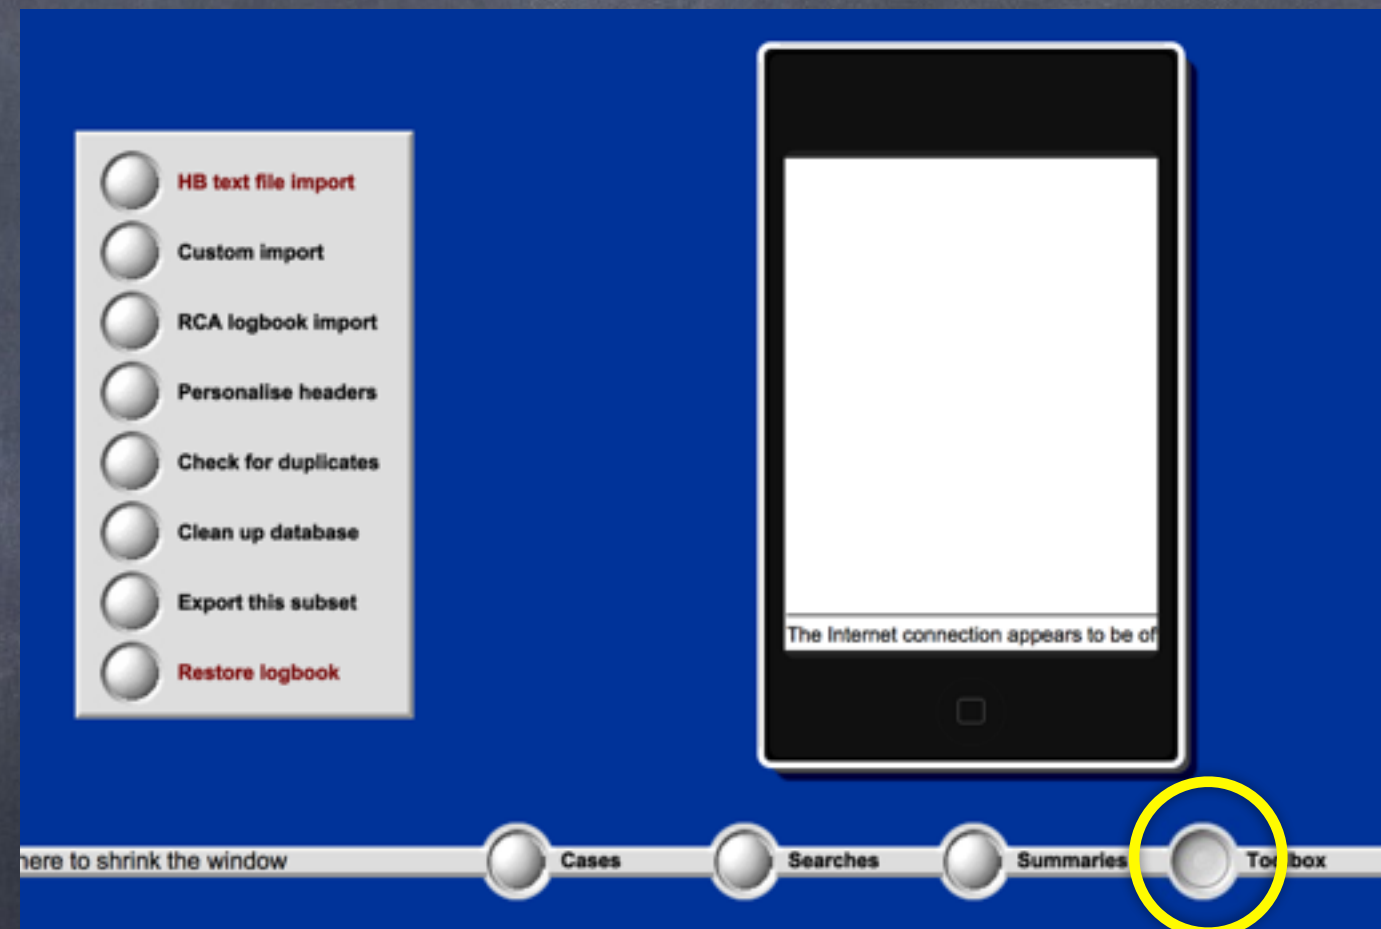 HB text file import
Custom import
RCA logbook import
Personalise headers
Check for duplicates
Clean up database
Export this subset
Restore logbook
The Internet connection appears to be of
here to shrink the window
Cases
Searches
Summaries
Toolbox